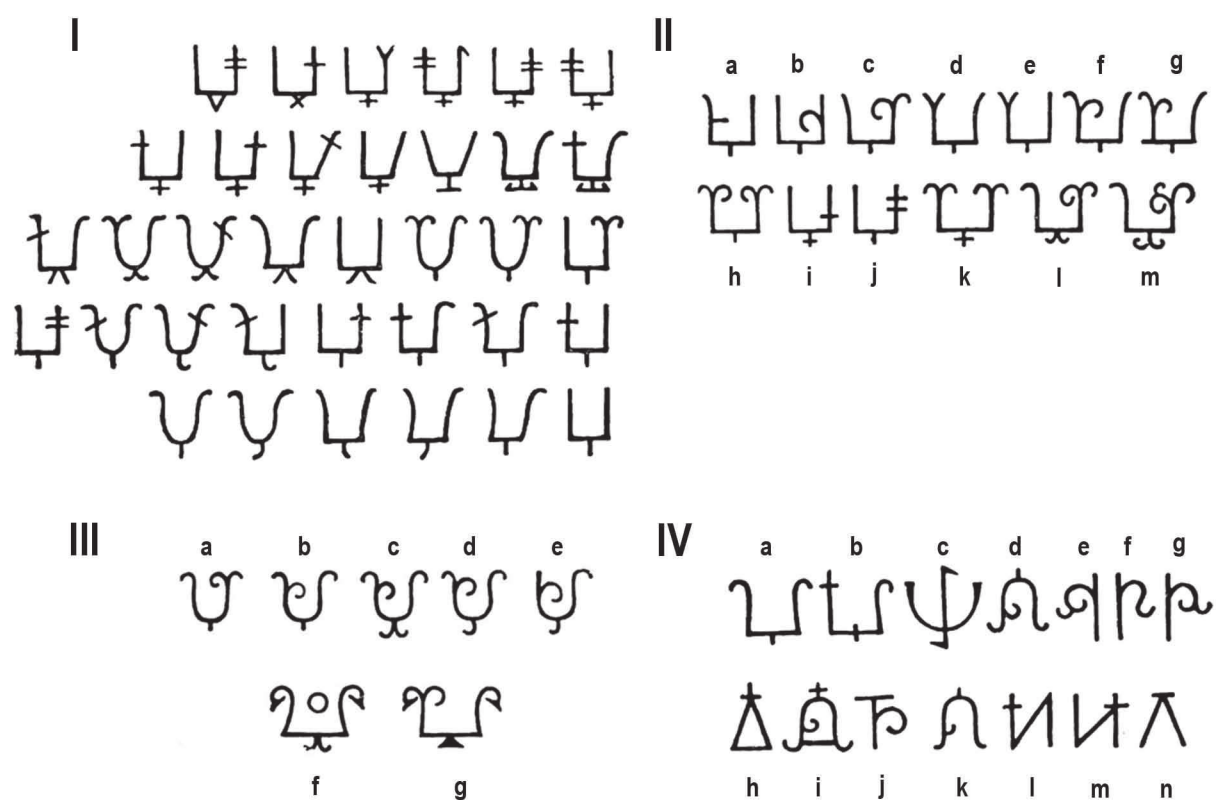 I
II
a b c d e f g
h i j k l m
III
a b c d e
f g
IV
a b c d e f g
h i j k l m n